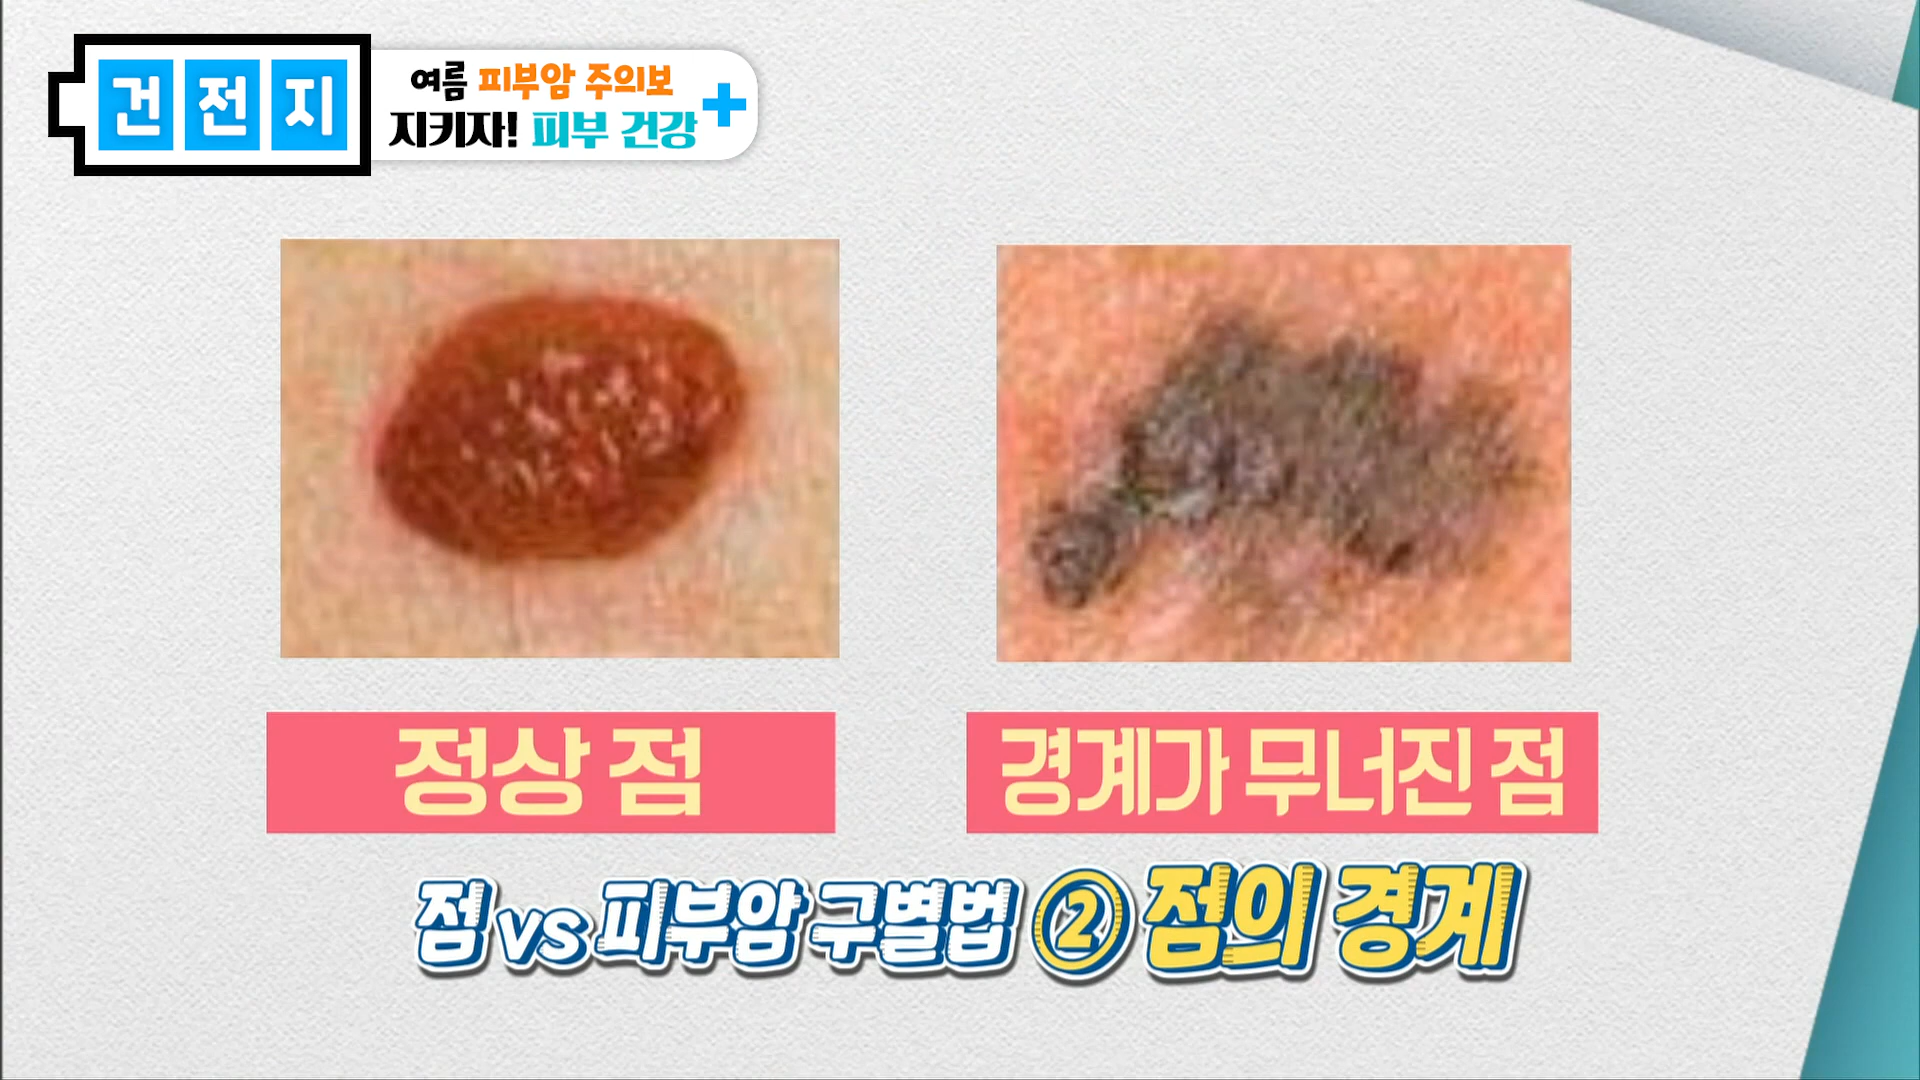 건전지
여름 피부암 주의보
지키자! 피부 건강
정상 점
경계가 무너진 점
점 vs 피부암 구별법 ② 점의 경계